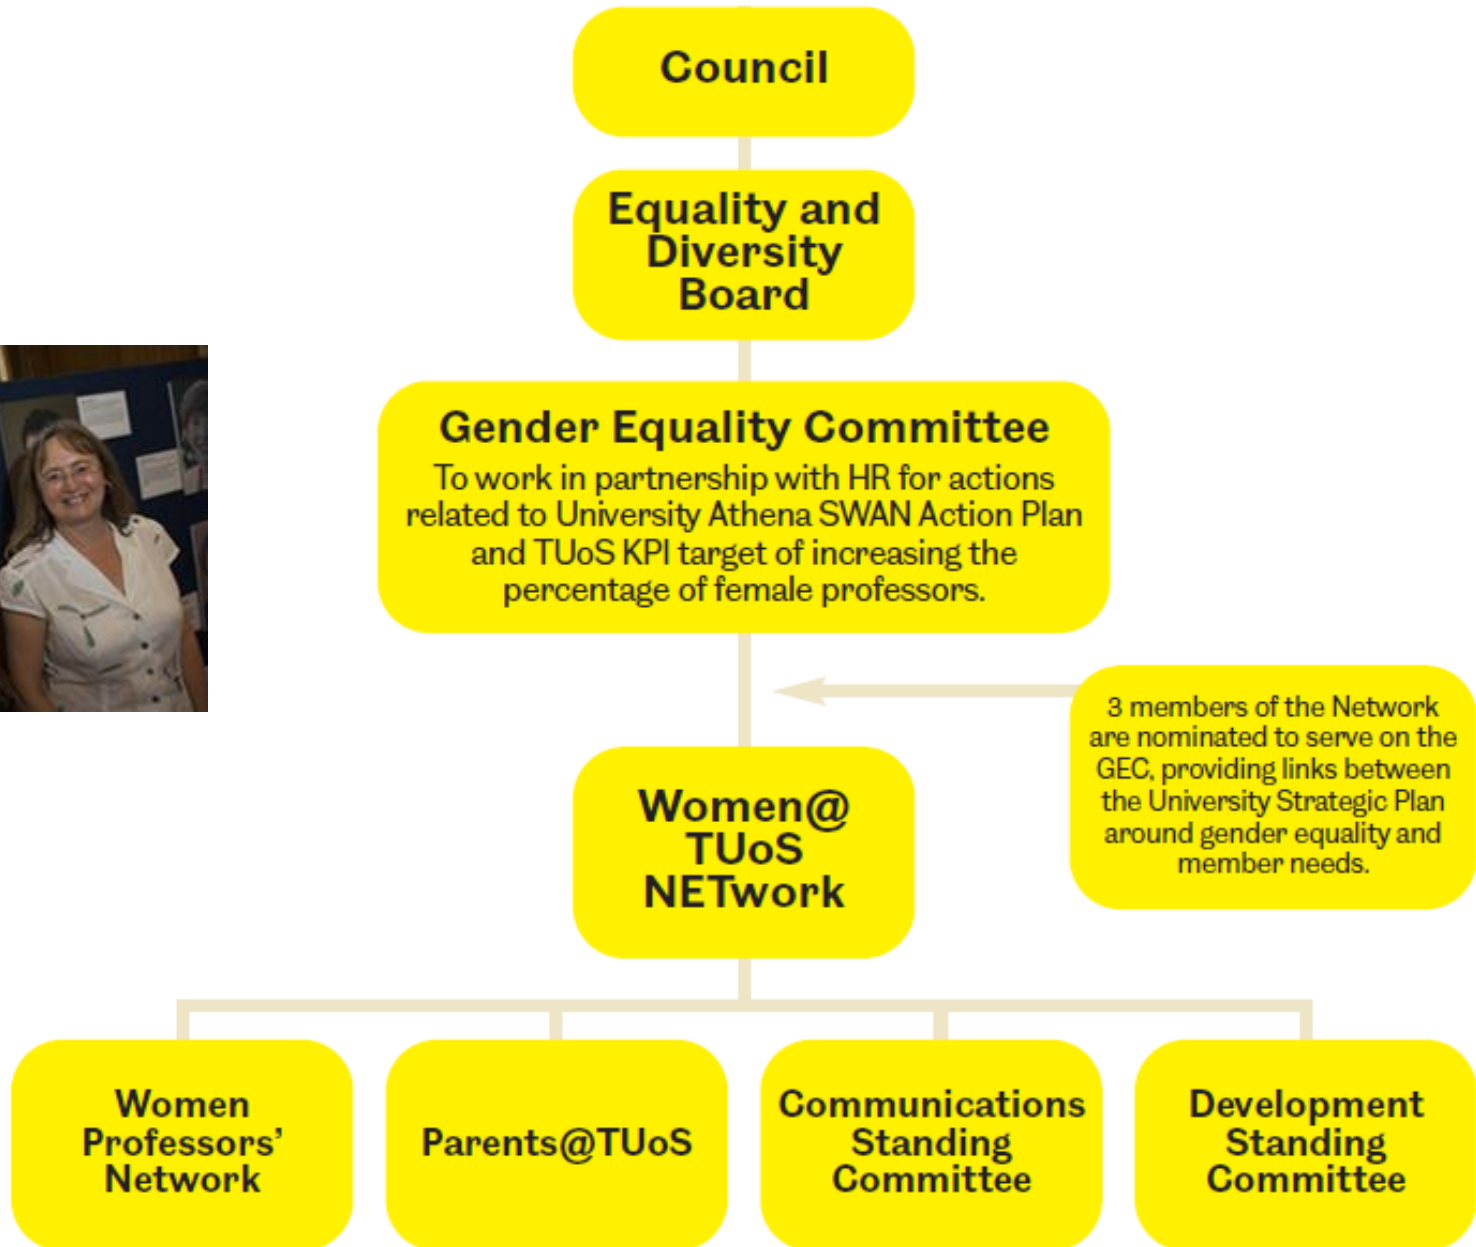 Council
Equality and
Diversity
Board
Gender Equality Committee
To work in partnership with HR for actions
related to University Athena SWAN Action Plan
and TUoS KPI target of increasing the
percentage of female professors.
3 members of the Network
are nominated to serve on the
GEC, providing links between
the University Strategic Plan
around gender equality and
member needs.
Women@
TUoS
NETwork
Women
Professors’
Network
Parents@TUoS
Communications
Standing
Committee
Development
Standing
Committee